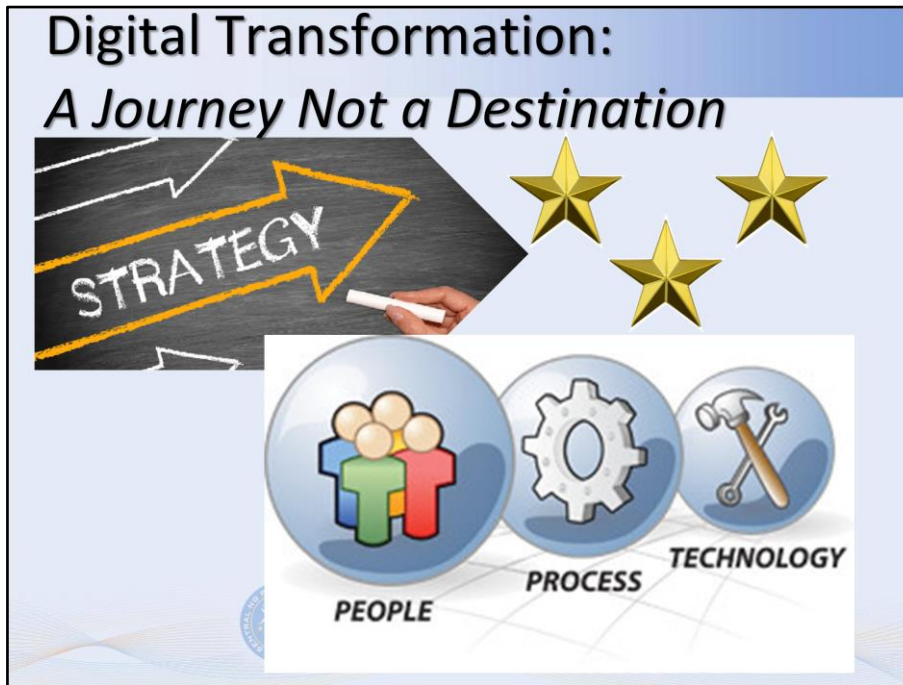 Digital Transformation:
A Journey Not a Destination
STRATEGY
PEOPLE
PROCESS
TECHNOLOGY